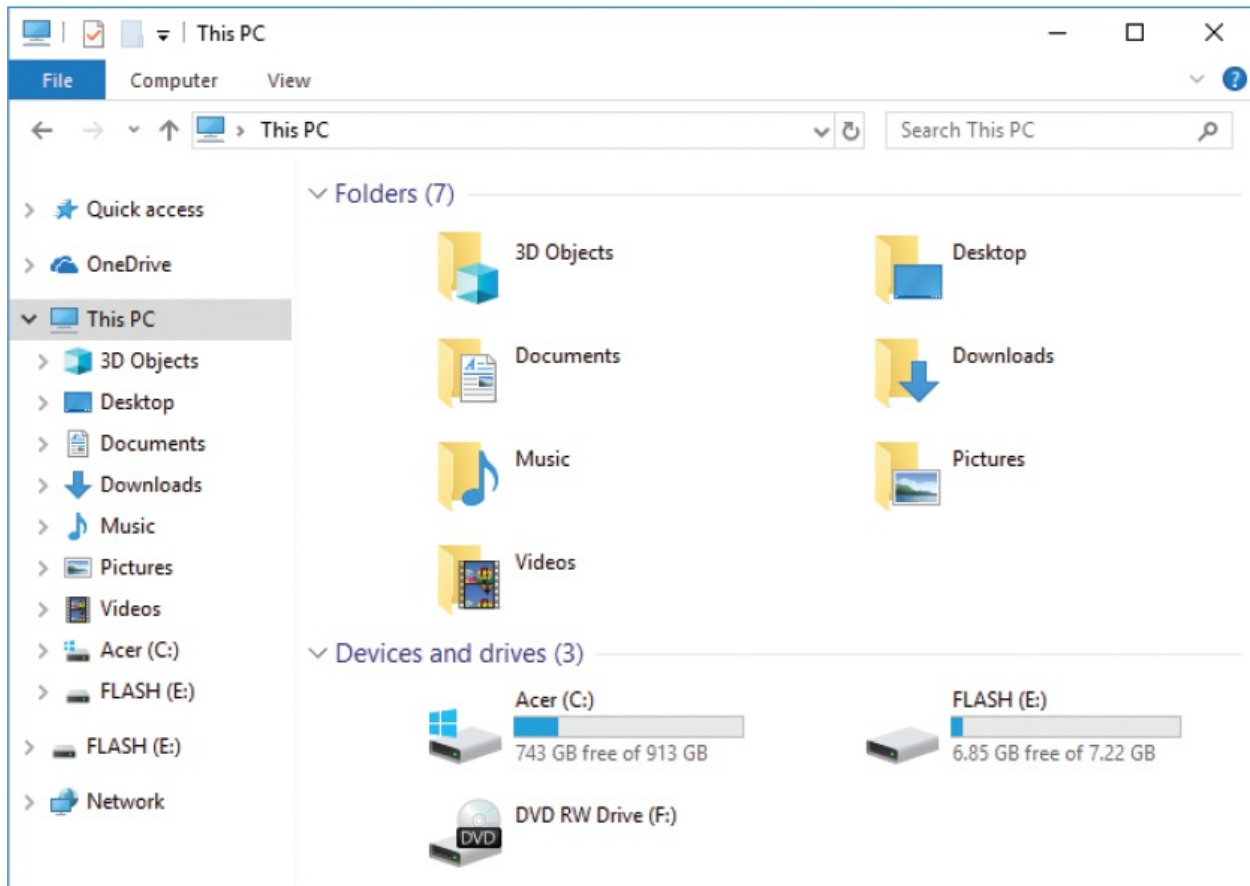 This PC
File Computer View
This PC
Search This PC
Quick access
OneDrive
This PC
3D Objects
Desktop
Documents
Downloads
Music
Pictures
Videos
Acer (C:)
FLASH (E:)
FLASH (E:)
Network
Folders (7)
3D Objects
Desktop
Documents
Downloads
Music
Pictures
Videos
Devices and drives (3)
Acer (C:)
743 GB free of 913 GB
FLASH (E:)
6.85 GB free of 7.22 GB
DVD RW Drive (F:)
DVD